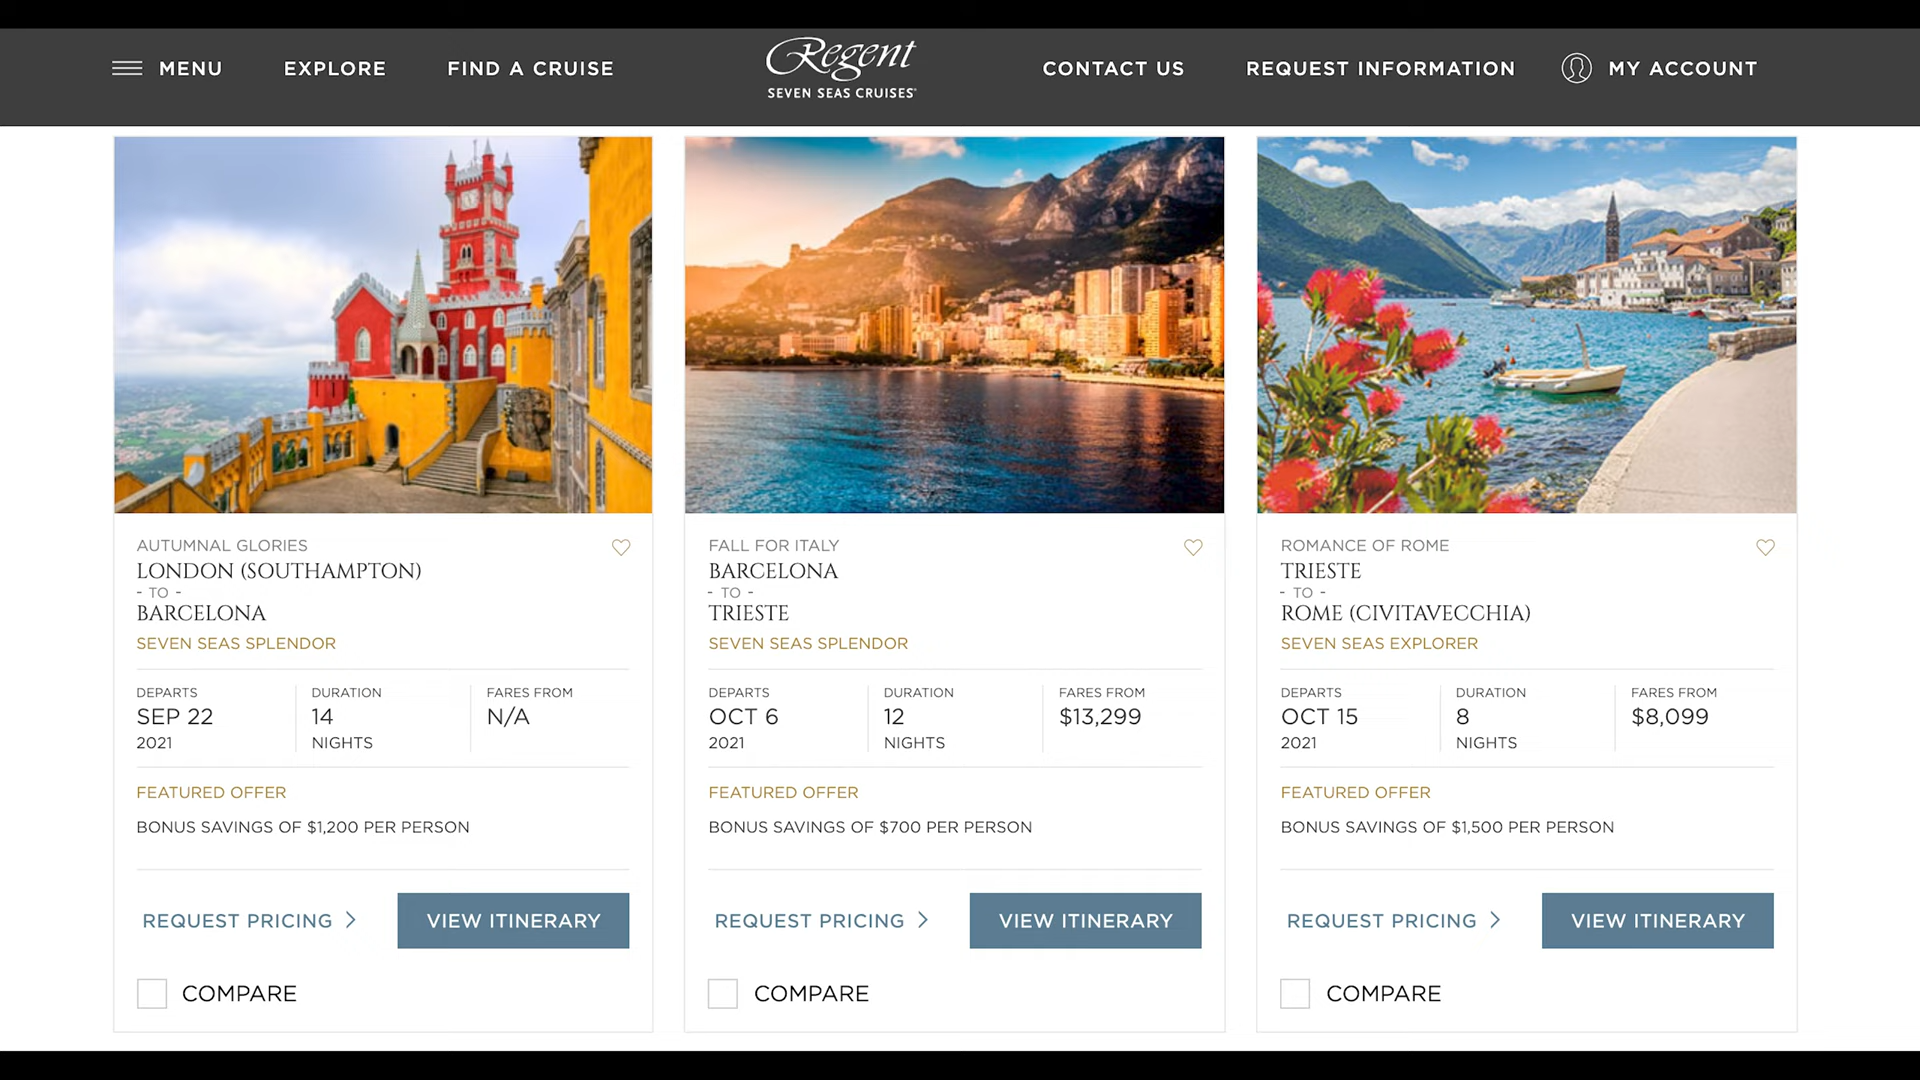 MENU
EXPLORE
FIND A CRUISE
Regent
SEVEN SEAS CRUISES
CONTACT US
REQUEST INFORMATION
MY ACCOUNT
AUTUMNAL GLORIES
LONDON (SOUTHAMPTON)
- TO -
BARCELONA
SEVEN SEAS SPLENDOR
DEPARTS
SEP 22
2021
DURATION
14
NIGHTS
FARES FROM
N/A
FEATURED OFFER
BONUS SAVINGS OF $1,200 PER PERSON
REQUEST PRICING
VIEW ITINERARY
COMPARE
FALL FOR ITALY
BARCELONA
- TO -
TRIESTE
SEVEN SEAS SPLENDOR
DEPARTS
OCT 6
2021
DURATION
12
NIGHTS
FARES FROM
$13,299
FEATURED OFFER
BONUS SAVINGS OF $700 PER PERSON
REQUEST PRICING
VIEW ITINERARY
COMPARE
ROMANCE OF ROME
TRIESTE
- TO -
ROME (CIVITAVECCHIA)
SEVEN SEAS EXPLORER
DEPARTS
OCT 15
2021
DURATION
8
NIGHTS
FARES FROM
$8,099
FEATURED OFFER
BONUS SAVINGS OF $1,500 PER PERSON
REQUEST PRICING
VIEW ITINERARY
COMPARE